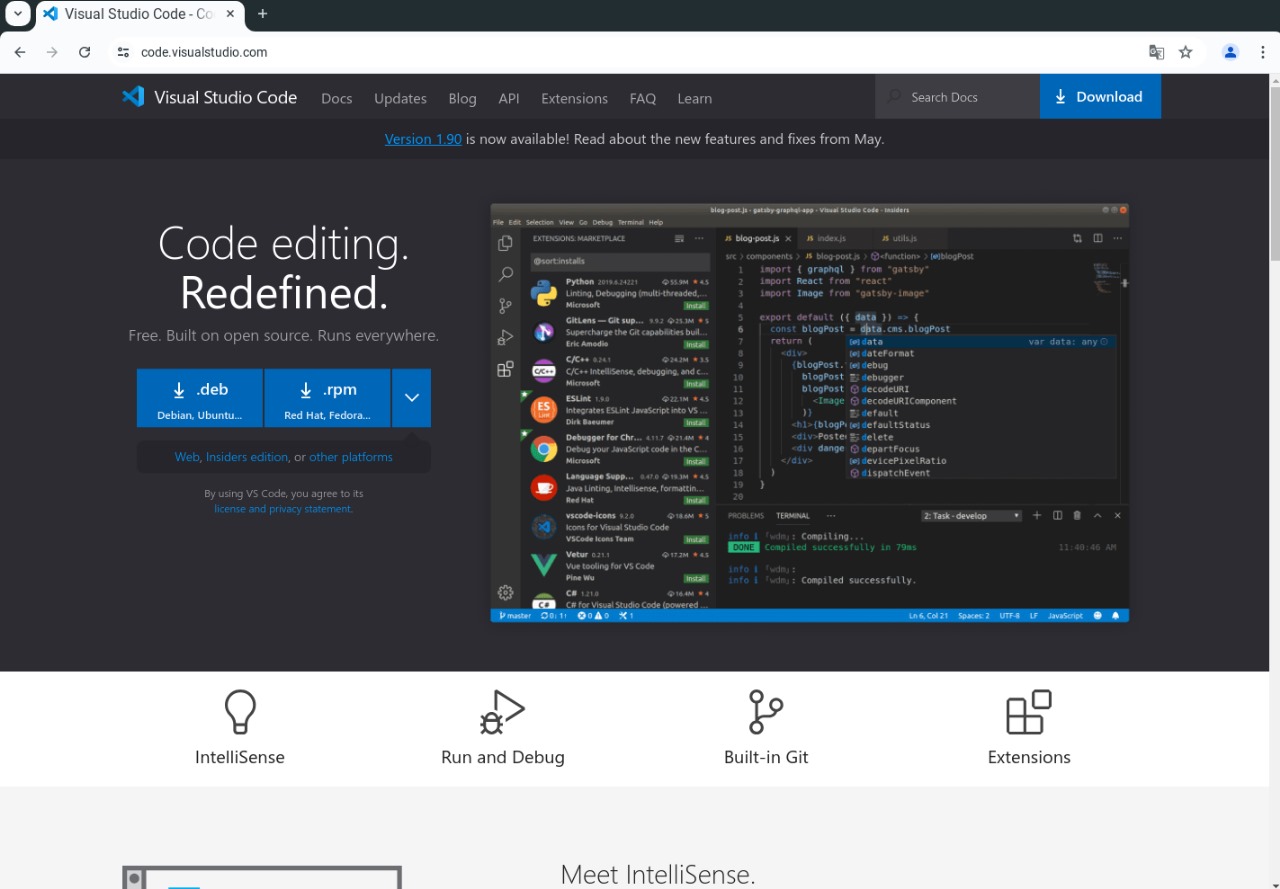 Visual Studio Code - Co
code.visualstudio.com
Visual Studio Code
Docs
Updates
Blog
API
Extensions
FAQ
Learn
Search Docs
Download
Version 1.90 is now available! Read about the new features and fixes from May.
Code editing.
Redefined.
Free. Built on open source. Runs everywhere.
.deb
Debian, Ubuntu...
.rpm
Red Hat, Fedora...
Web, Insiders edition, or other platforms
By using VS Code, you agree to its
license and privacy statement.
blog-post.js - gatsby-graphql-app - Visual Studio Code - Insiders
File Edit Selection View Go Debug Terminal Help
EXTENSIONS: MARKETPLACE
@sort:installs
Python 2019.6.24221 55.9M 4.5
Linting, Debugging (multi-threaded,...
Microsoft Install
GitLens — Git sup... 9.9.2 25.3M 5
Supercharge the Git capabilities buil...
Eric Amodio Install
C/C++ 0.24.1 24.2M 3.5
C/C++ IntelliSense, debugging, and c...
Microsoft Install
ESLint 1.9.0 22.1M 4.5
Integrates ESLint JavaScript into VS ...
Dirk Baeumer Install
Debugger for Chr... 4.11.7 21.4M 4
Debug your JavaScript code in the C...
Microsoft Install
Language Supp... 0.47.0 19.3M 4.5
Java Linting, Intellisense, formattin...
Red Hat Install
vscode-icons 9.2.0 18.6M 5
Icons for Visual Studio Code
VSCode Icons Team Install
Vetur 0.21.1 17.2M 4.5
Vue tooling for VS Code
Pine Wu Install
C# 1.21.0 16.4M 4
C# for Visual Studio Code (powered ...
JS blog-post.js
JS index.js
JS utils.js
src > components > JS blog-post.js > <function> > blogPost
1 import { graphql } from "gatsby"
2 import React from "react"
3 import Image from "gatsby-image"
4
5 export default ({ data }) => {
6 const blogPost = data.cms.blogPost
7 return (
8 <div>
9 {blogPost.
10 blogPost
11 blogPost
12 <Image
13 )}
14 <h1>{blogP
15 <div>Poste
16 <div dange
17 </div>
18 )
19 }
20
data var data: any
dateFormat
debug
debugger
decodeURI
decodeURIComponent
default
defaultStatus
delete
departFocus
devicePixelRatio
dispatchEvent
PROBLEMS TERMINAL ... 2: Task - develop
info i ｢wdm｣: Compiling...
DONE Compiled successfully in 79ms 11:40:46 AM
info i ｢wdm｣:
info i ｢wdm｣: Compiled successfully.
master 0↓ 1↑ 0 0 1 Ln 6, Col 21 Spaces: 2 UTF-8 LF JavaScript
IntelliSense
Run and Debug
Built-in Git
Extensions
Meet IntelliSense.